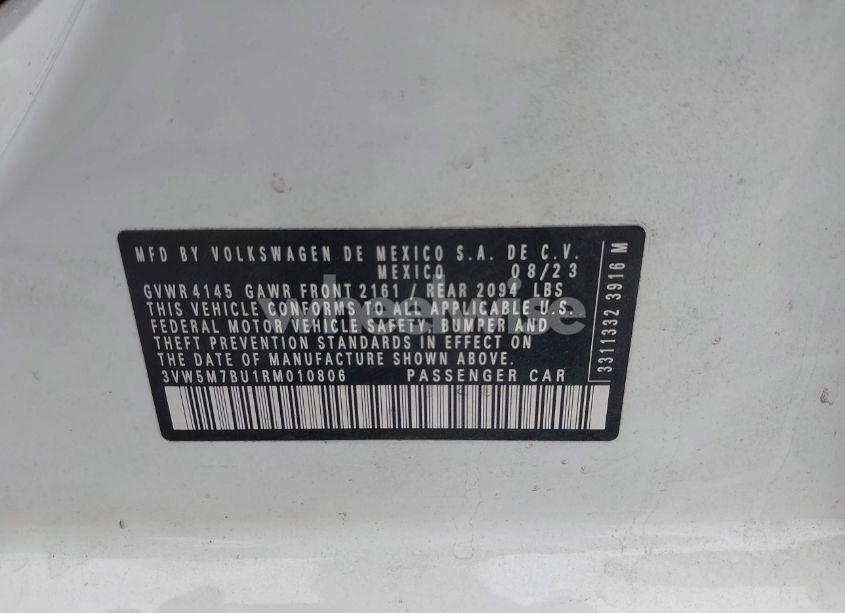 MFD BY VOLKSWAGEN DE MEXICO S.A. DE C.V.
MEXICO 08/23
GVWR 4145 GAWR FRONT 2161 / REAR 2094 LBS
THIS VEHICLE CONFORMS TO ALL APPLICABLE U.S.
FEDERAL MOTOR VEHICLE SAFETY, BUMPER AND
THEFT PREVENTION STANDARDS IN EFFECT ON
THE DATE OF MANUFACTURE SHOWN ABOVE.
3VW5M7BU1RM010806 PASSENGER CAR
3311332 3916 M
wheelwise